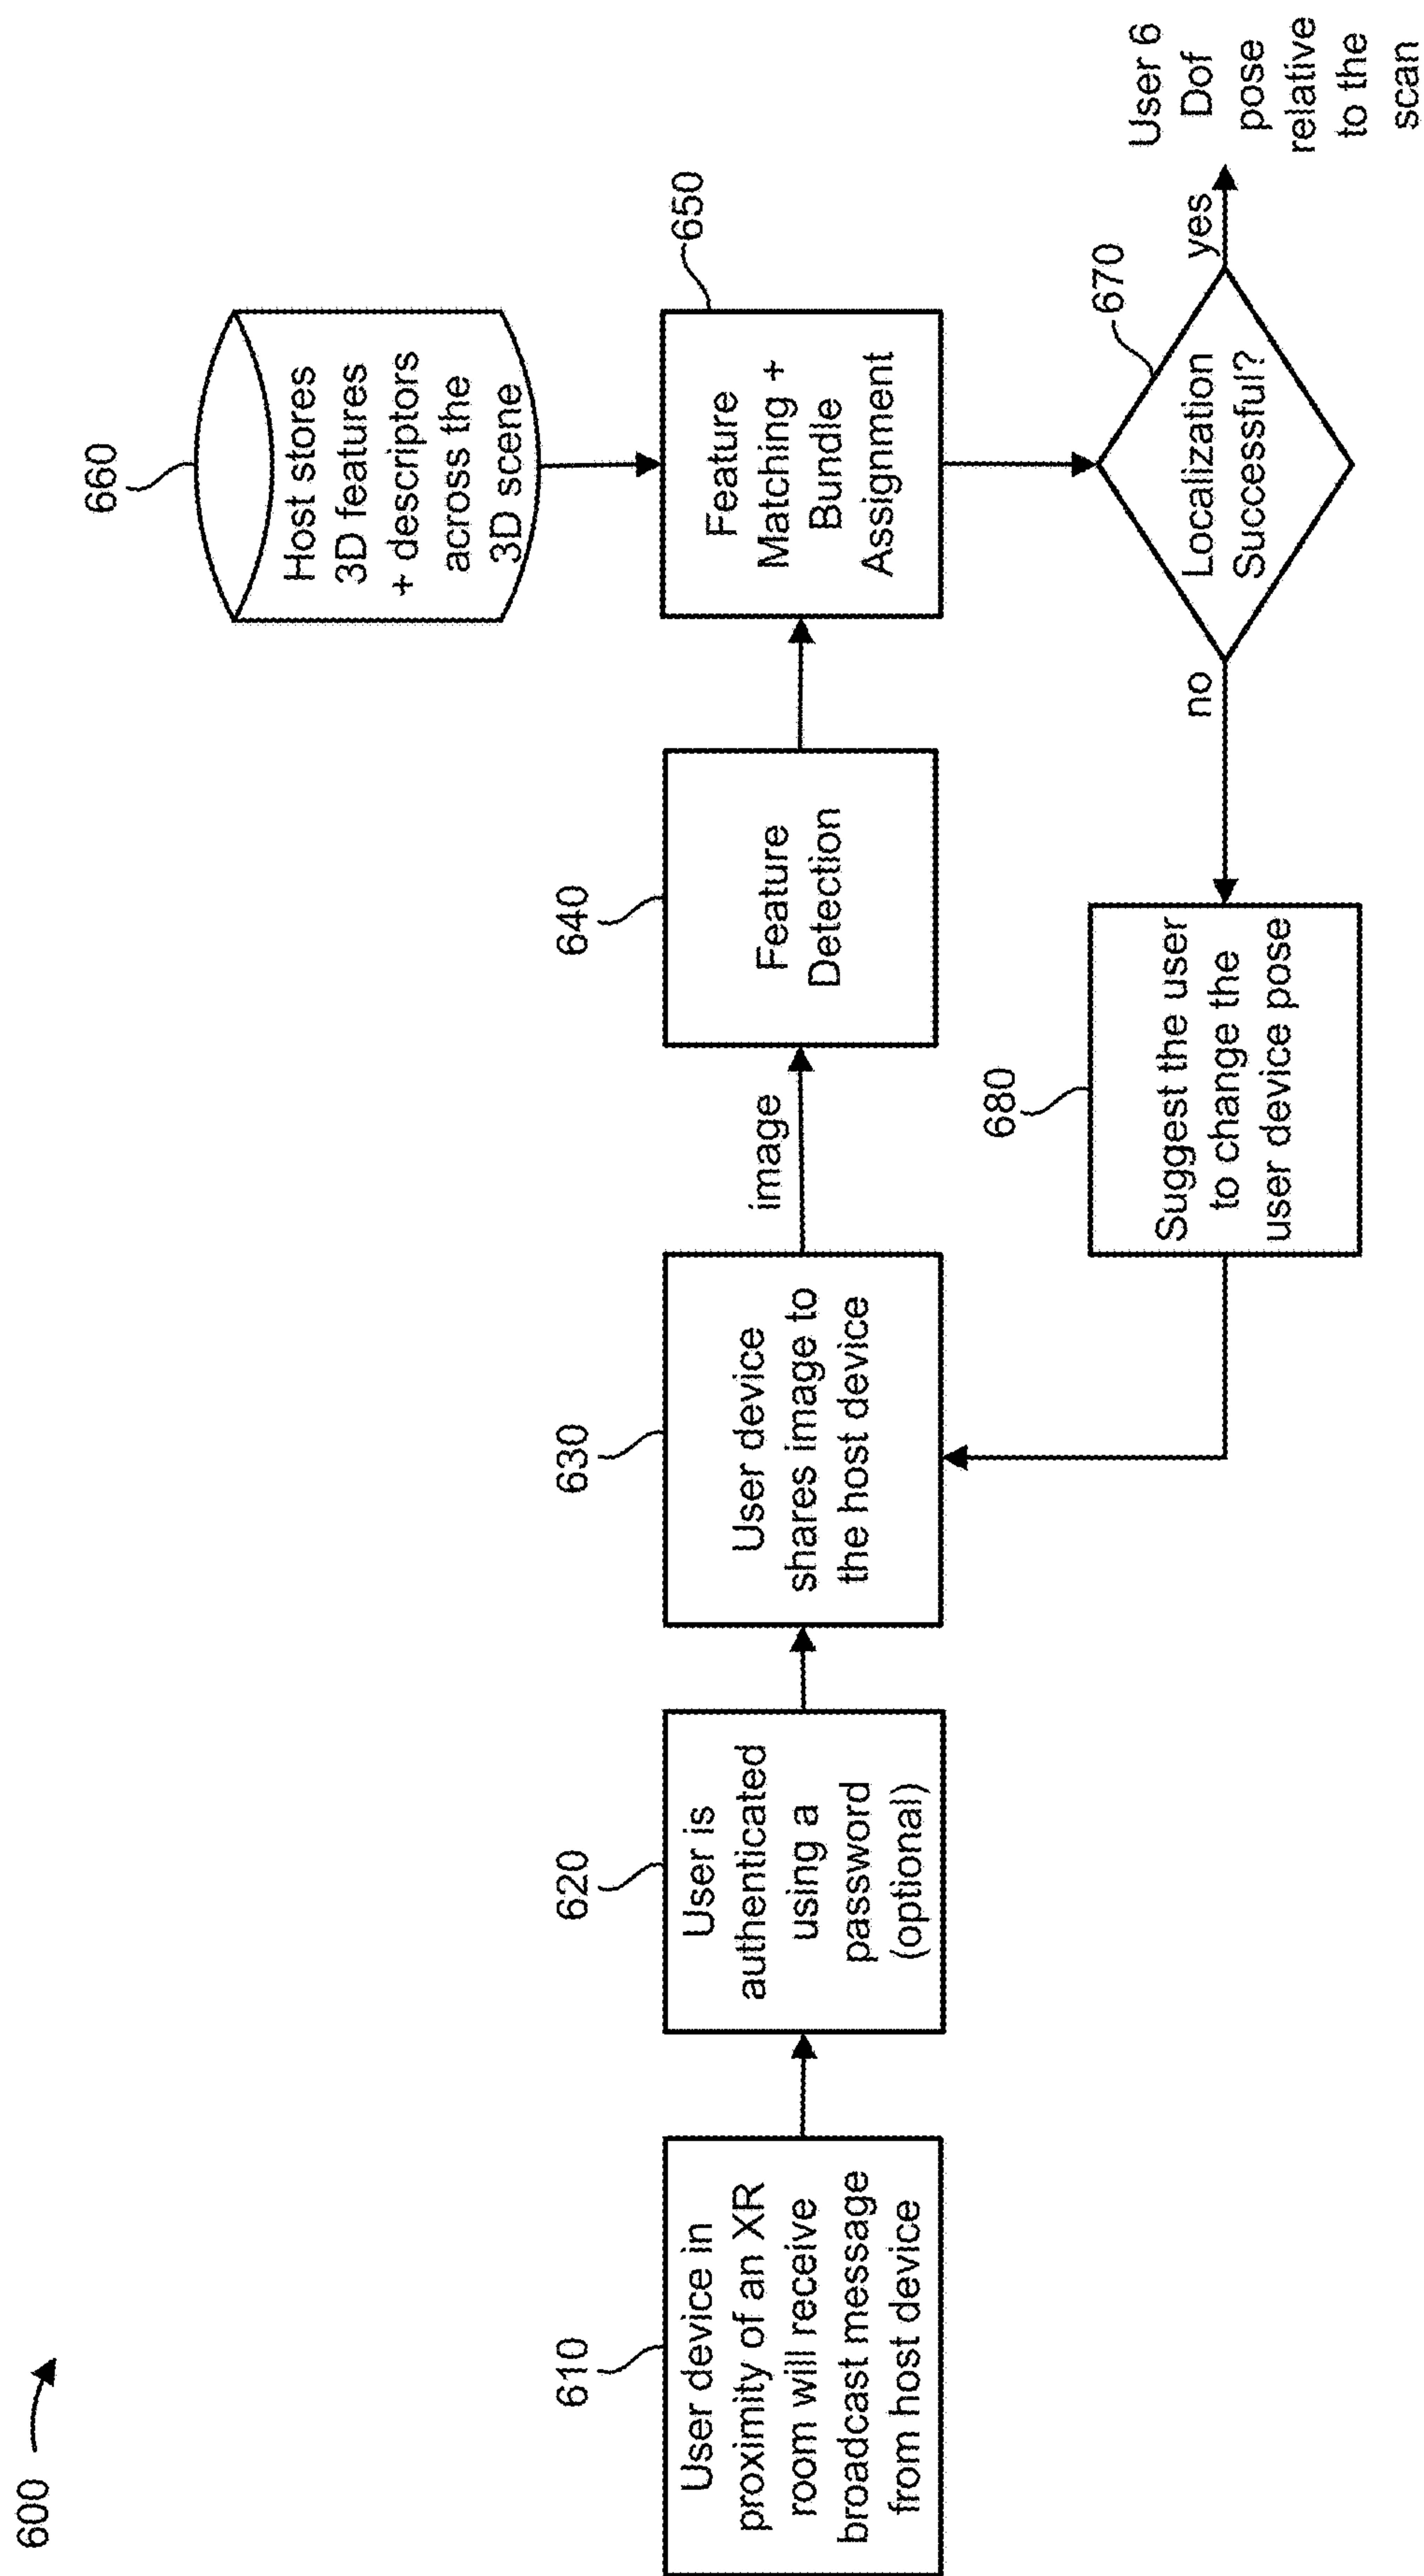 600
610
User device in
proximity of an XR
room will receive
broadcast message
from host device
620
User is
authenticated
using a
password
(optional)
630
User device
shares image to
the host device
image
640
Feature
Detection
660
Host stores
3D features
+ descriptors
across the
3D scene
650
Feature
Matching +
Bundle
Assignment
670
Localization
Successful?
yes
User 6
Dof
pose
relative
to the
scan
no
680
Suggest the user
to change the
user device pose